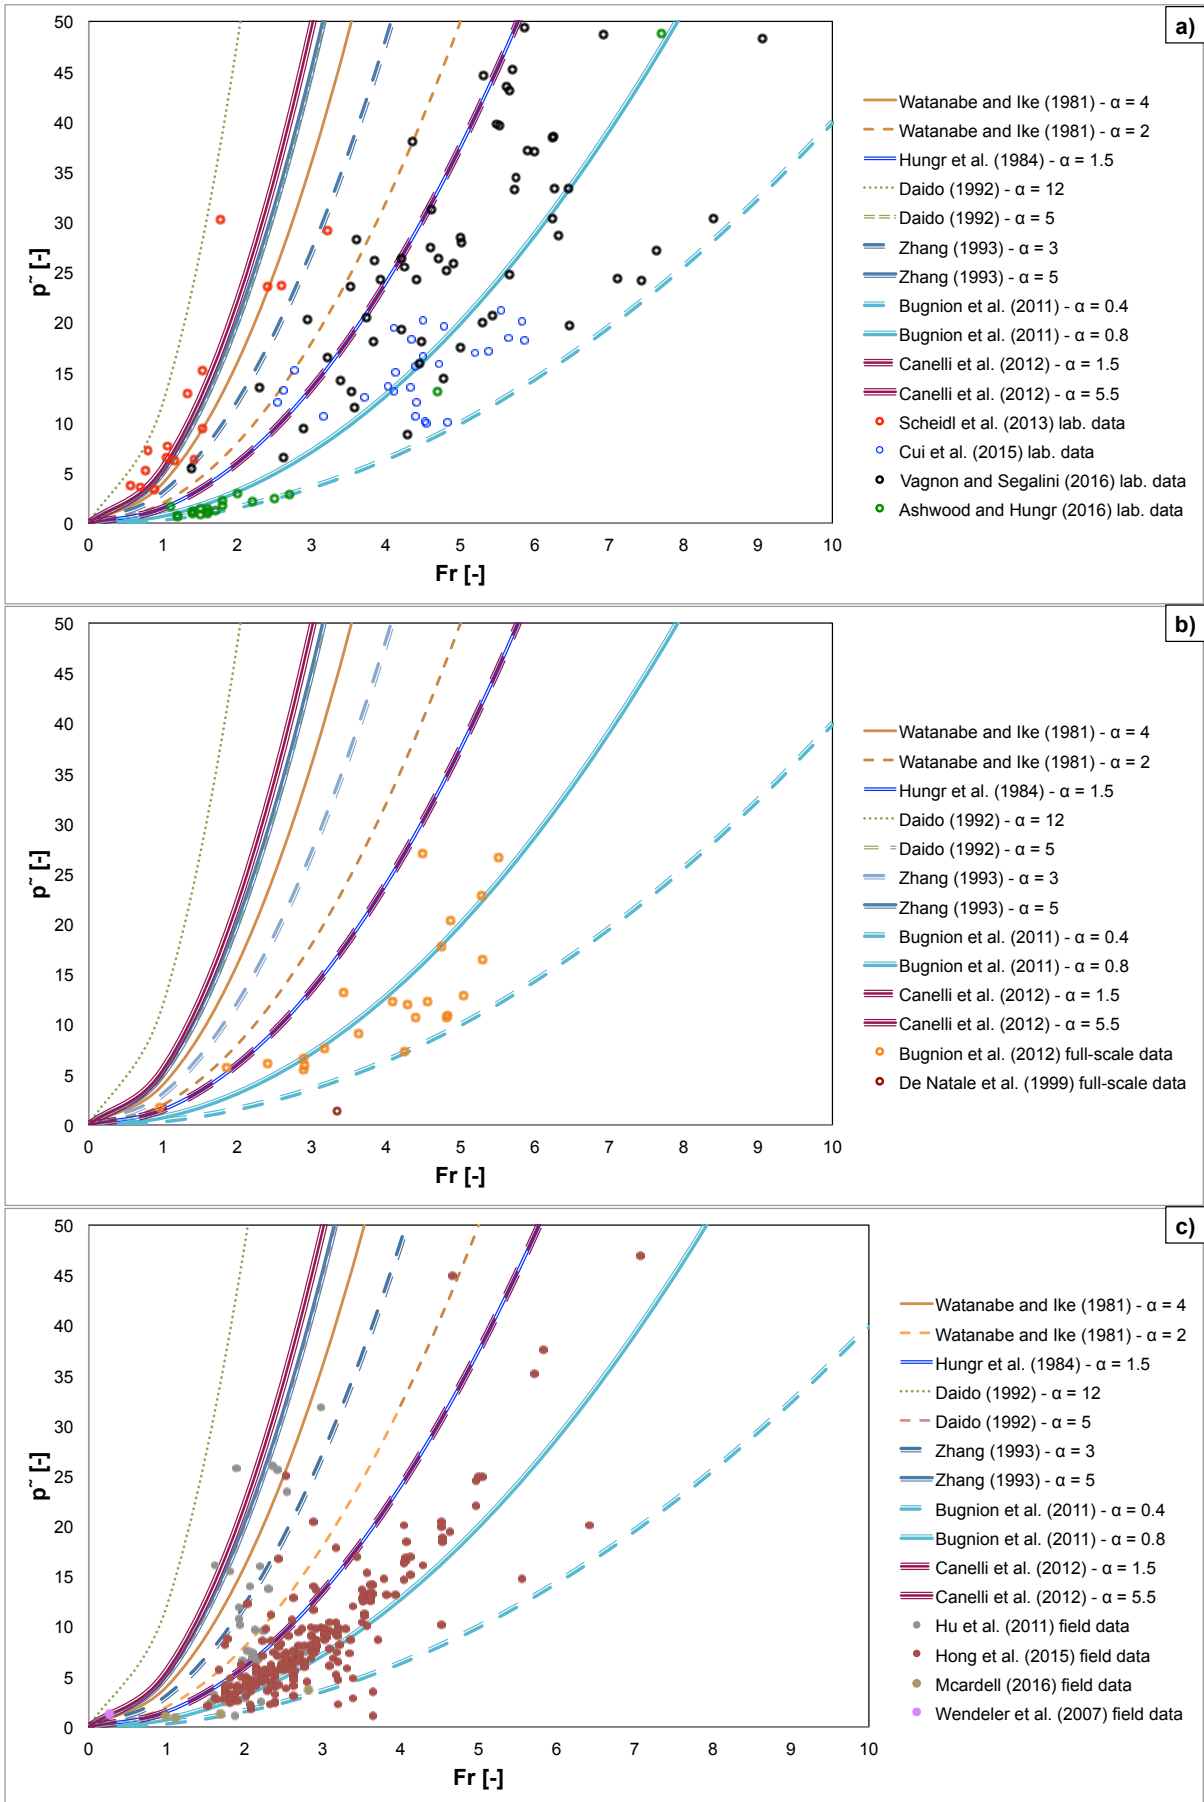 a)
50
45
40
35
30
25
20
15
10
5
0
p˜ [-]
0 1 2 3 4 5 6 7 8 9 10
Fr [-]
Watanabe and Ike (1981) - α = 4
Watanabe and Ike (1981) - α = 2
Hungr et al. (1984) - α = 1.5
Daido (1992) - α = 12
Daido (1992) - α = 5
Zhang (1993) - α = 3
Zhang (1993) - α = 5
Bugnion et al. (2011) - α = 0.4
Bugnion et al. (2011) - α = 0.8
Canelli et al. (2012) - α = 1.5
Canelli et al. (2012) - α = 5.5
Scheidl et al. (2013) lab. data
Cui et al. (2015) lab. data
Vagnon and Segalini (2016) lab. data
Ashwood and Hungr (2016) lab. data
b)
50
45
40
35
30
25
20
15
10
5
0
p˜ [-]
0 1 2 3 4 5 6 7 8 9 10
Fr [-]
Watanabe and Ike (1981) - α = 4
Watanabe and Ike (1981) - α = 2
Hungr et al. (1984) - α = 1.5
Daido (1992) - α = 12
Daido (1992) - α = 5
Zhang (1993) - α = 3
Zhang (1993) - α = 5
Bugnion et al. (2011) - α = 0.4
Bugnion et al. (2011) - α = 0.8
Canelli et al. (2012) - α = 1.5
Canelli et al. (2012) - α = 5.5
Bugnion et al. (2012) full-scale data
De Natale et al. (1999) full-scale data
c)
50
45
40
35
30
25
20
15
10
5
0
p˜ [-]
0 1 2 3 4 5 6 7 8 9 10
Fr [-]
Watanabe and Ike (1981) - α = 4
Watanabe and Ike (1981) - α = 2
Hungr et al. (1984) - α = 1.5
Daido (1992) - α = 12
Daido (1992) - α = 5
Zhang (1993) - α = 3
Zhang (1993) - α = 5
Bugnion et al. (2011) - α = 0.4
Bugnion et al. (2011) - α = 0.8
Canelli et al. (2012) - α = 1.5
Canelli et al. (2012) - α = 5.5
Hu et al. (2011) field data
Hong et al. (2015) field data
Mcardell (2016) field data
Wendeler et al. (2007) field data